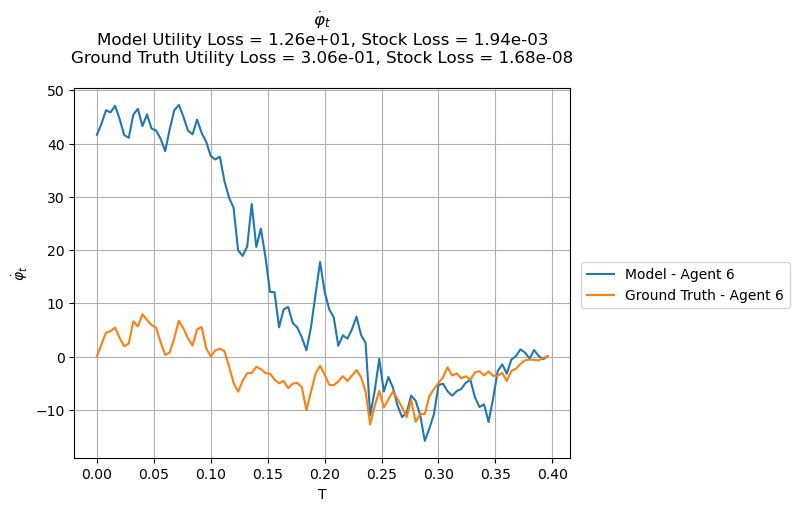 φ̇ₜ
Model Utility Loss = 1.26e+01, Stock Loss = 1.94e-03
Ground Truth Utility Loss = 3.06e-01, Stock Loss = 1.68e-08
φ̇ₜ
50
40
30
20
10
0
−10
0.00 0.05 0.10 0.15 0.20 0.25 0.30 0.35 0.40
T
Model - Agent 6
Ground Truth - Agent 6